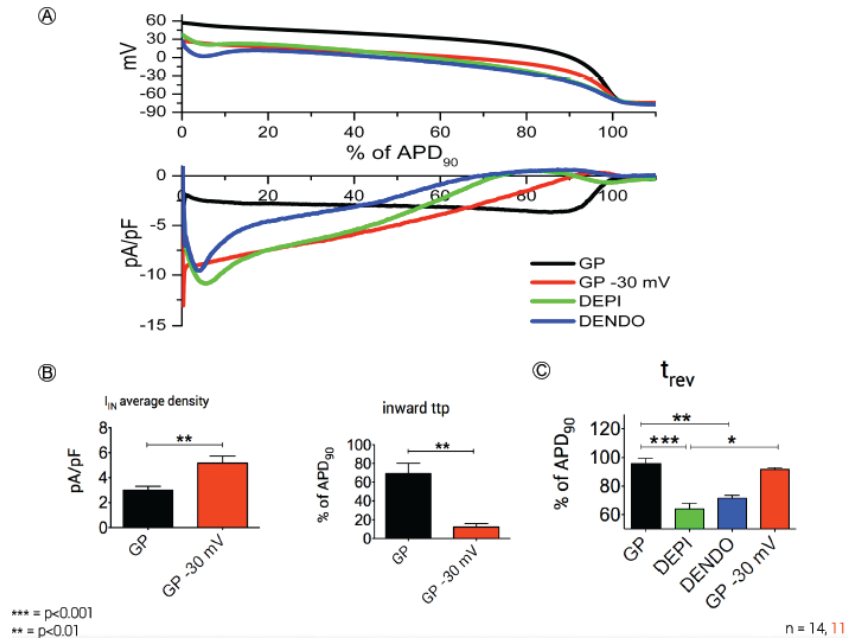 A
60
30
0
-30
-60
-90
mV
0 20 40 60 80 100
% of APD90
0 20 40 60 80 100
0
-5
-10
-15
pA/pF
GP
GP -30 mV
DEPI
DENDO
B
IIN average density
8
6
4
2
0
pA/pF
**
GP
GP -30 mV
inward ttp
100
80
60
40
20
0
% of APD90
**
GP
GP -30 mV
C
trev
120
100
80
60
% of APD90
**
*** *
GP
DEPI
DENDO
GP -30 mV
*** = p<0.001
** = p<0.01
n = 14, 11